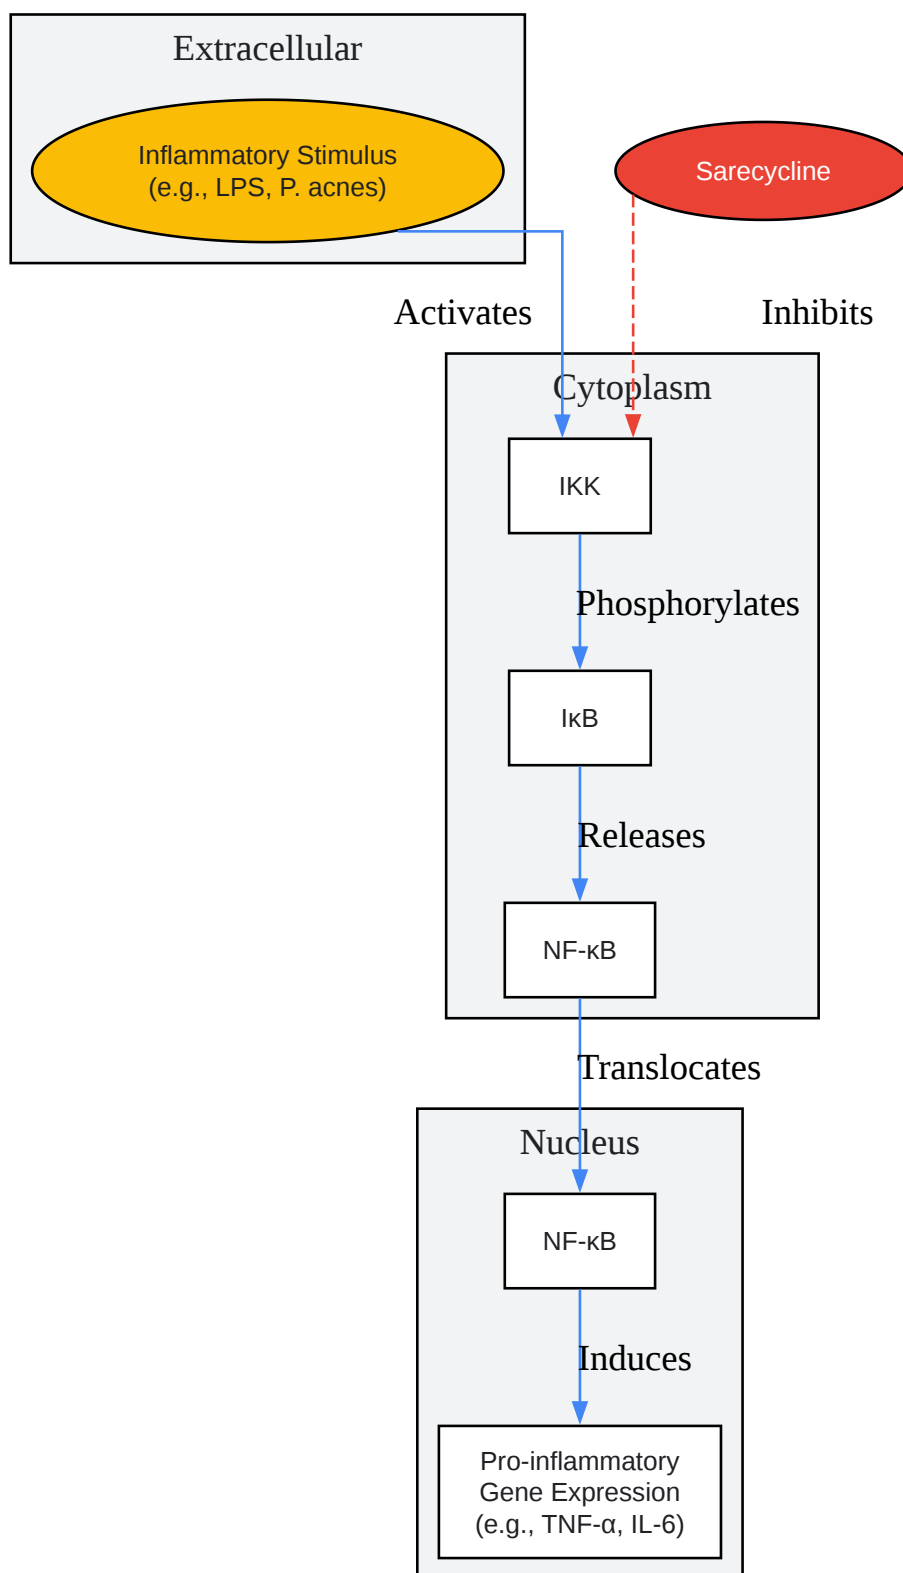 Extracellular
Inflammatory Stimulus
(e.g., LPS, P. acnes)
Sarecycline
Activates
Inhibits
Cytoplasm
IKK
Phosphorylates
IκB
Releases
NF-κB
Translocates
Nucleus
NF-κB
Induces
Pro-inflammatory
Gene Expression
(e.g., TNF-α, IL-6)